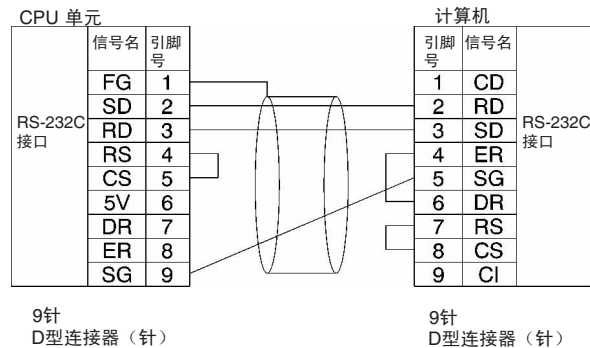 CPU 单元
计算机
信号名 引脚号
引脚号 信号名
RS-232C
接口
FG 1
SD 2
RD 3
RS 4
CS 5
5V 6
DR 7
ER 8
SG 9
1 CD
2 RD
3 SD
4 ER
5 SG
6 DR
7 RS
8 CS
9 CI
RS-232C
接口
9针
D型连接器（针）
9针
D型连接器（针）